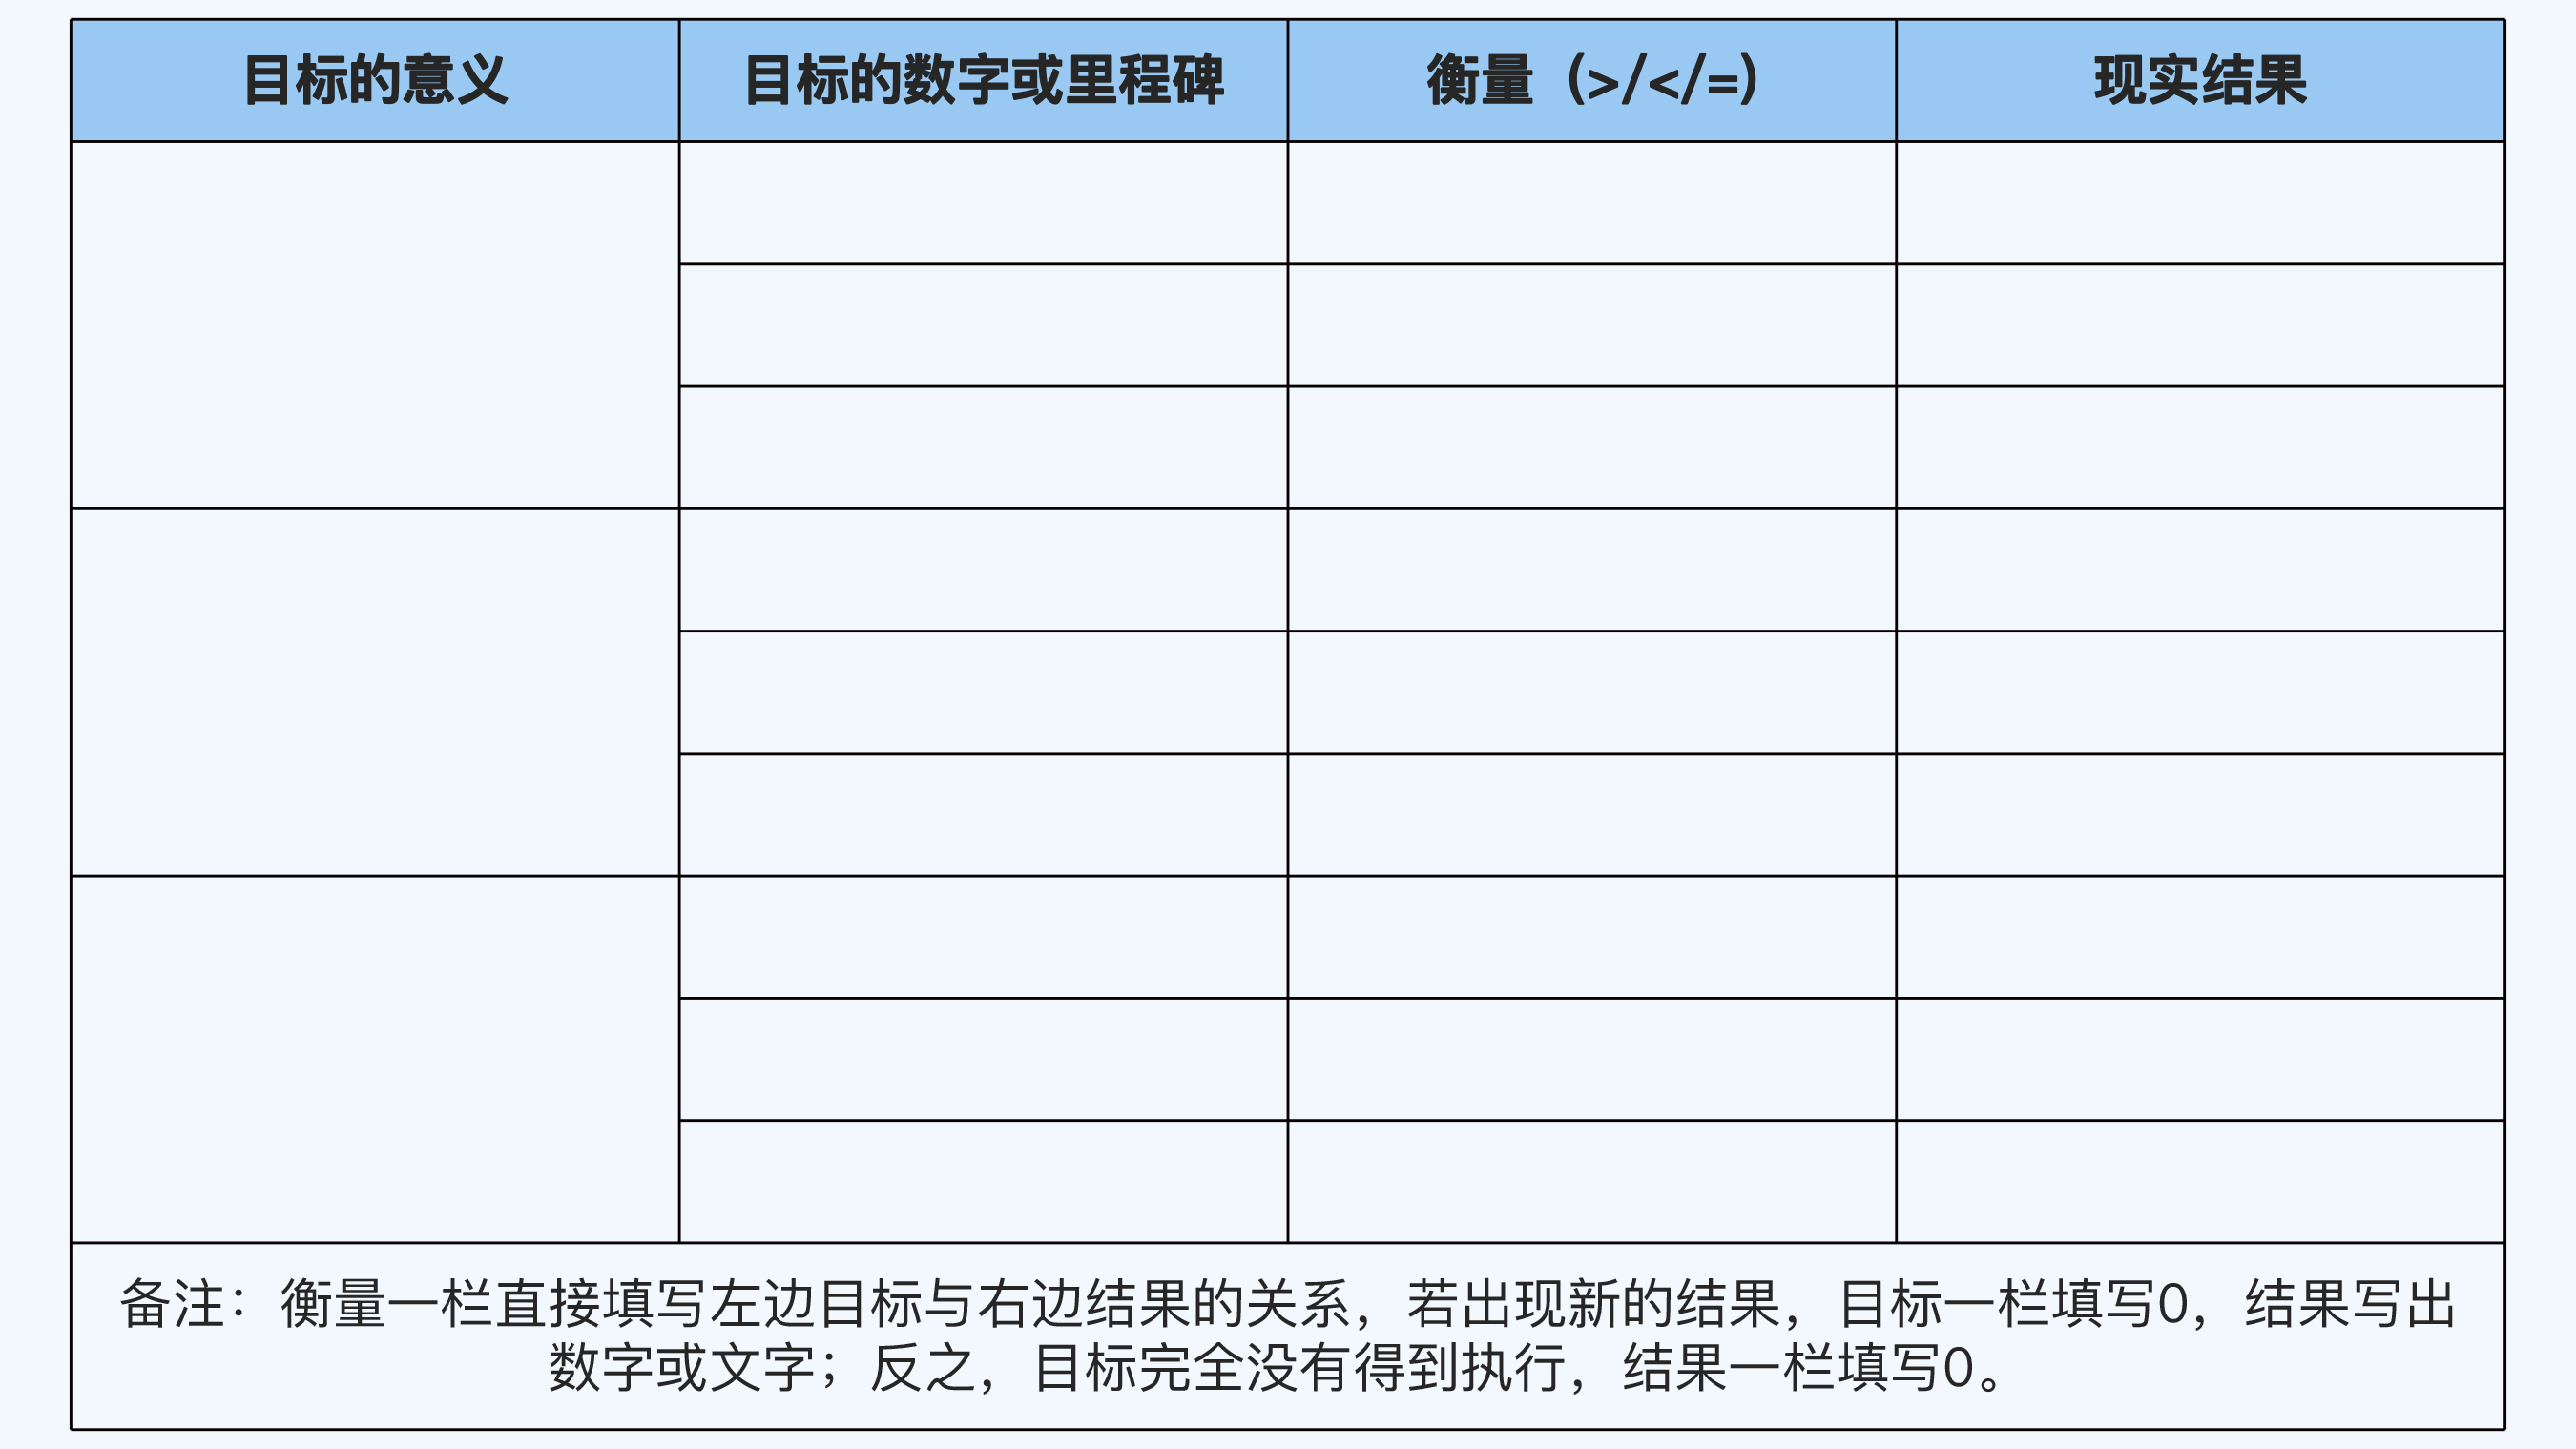 目标的意义
目标的数字或里程碑
衡量（>/</=）
现实结果
备注：衡量一栏直接填写左边目标与右边结果的关系，若出现新的结果，目标一栏填写0，结果写出
数字或文字；反之，目标完全没有得到执行，结果一栏填写0。